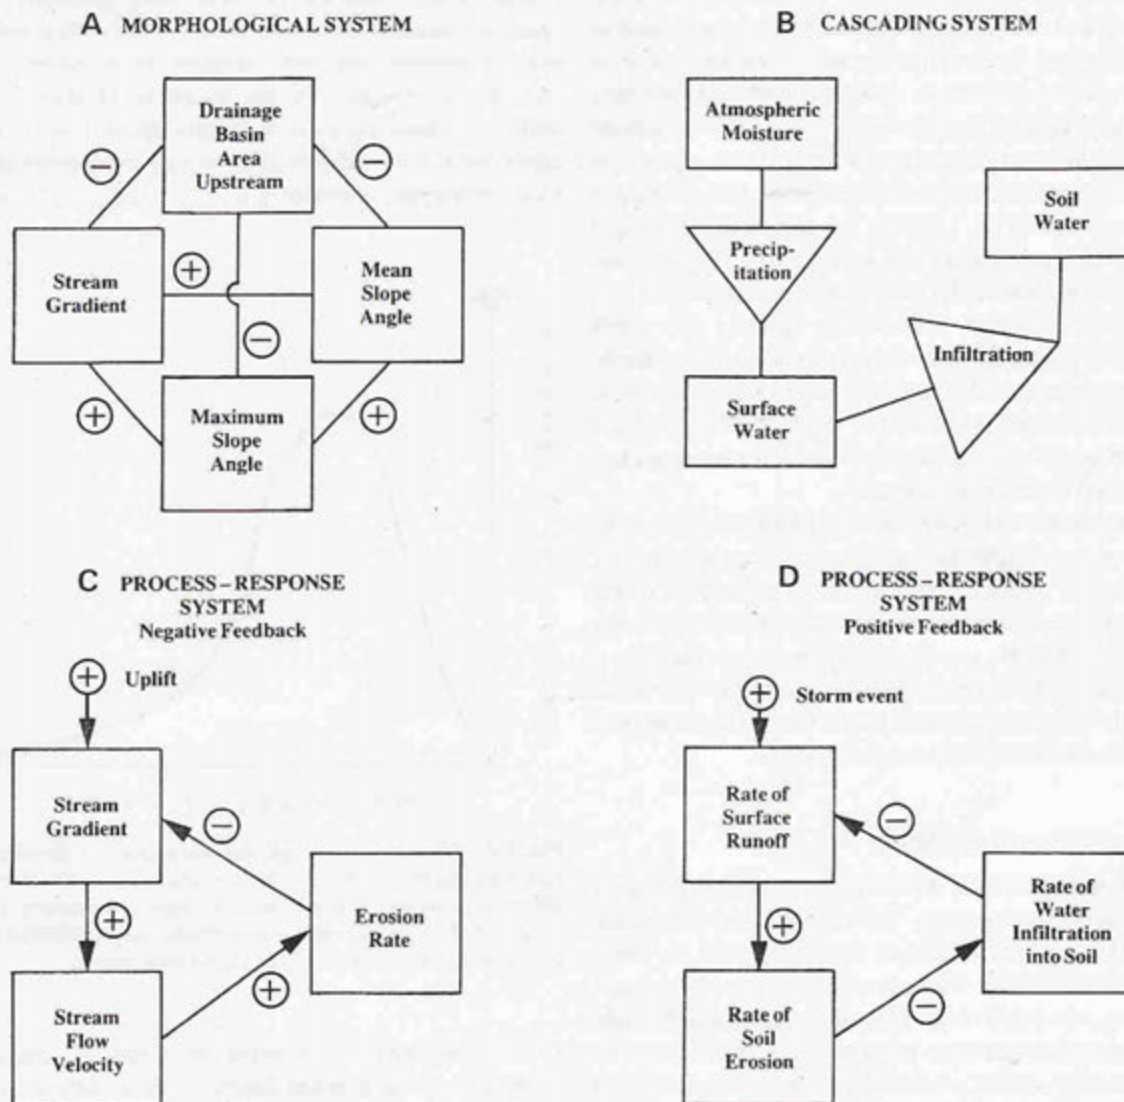 A MORPHOLOGICAL SYSTEM
Drainage
Basin
Area
Upstream
−
−
Stream
Gradient
+
Mean
Slope
Angle
−
+
+
Maximum
Slope
Angle
B CASCADING SYSTEM
Atmospheric
Moisture
Precip-
itation
Soil
Water
Infiltration
Surface
Water
C PROCESS – RESPONSE
SYSTEM
Negative Feedback
+ Uplift
Stream
Gradient
−
+
Erosion
Rate
+
Stream
Flow
Velocity
D PROCESS – RESPONSE
SYSTEM
Positive Feedback
+ Storm event
Rate of
Surface
Runoff
−
+
Rate of
Water
Infiltration
into Soil
−
Rate of
Soil
Erosion